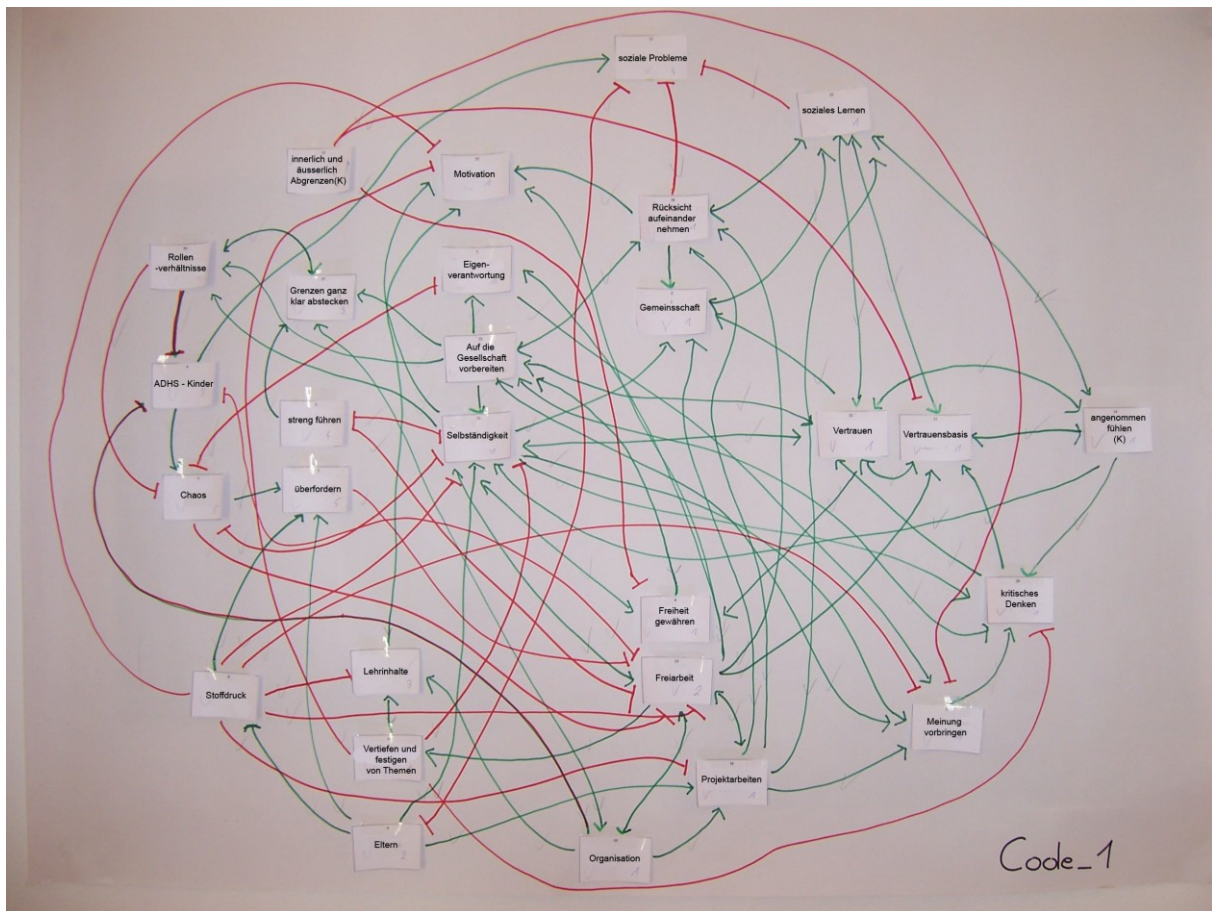 soziale Probleme
soziales Lernen
innerlich und
äusserlich
Abgrenzen(K)
Motivation
Rücksicht
aufeinander
nehmen
Rollen
-verhältnisse
Eigen-
verantwortung
Grenzen ganz
klar abstecken
Gemeinsschaft
Auf die
Gesellschaft
vorbereiten
ADHS - Kinder
streng führen
Selbständigkeit
Vertrauen
Vertrauensbasis
angenommen
fühlen
(K)
Chaos
überfordern
Freiheit
gewähren
kritisches
Denken
Lehrinhalte
Freiarbeit
Stoffdruck
Meinung
vorbringen
Vertiefen und
festigen
von Themen
Projektarbeiten
Eltern
Organisation
Code_1